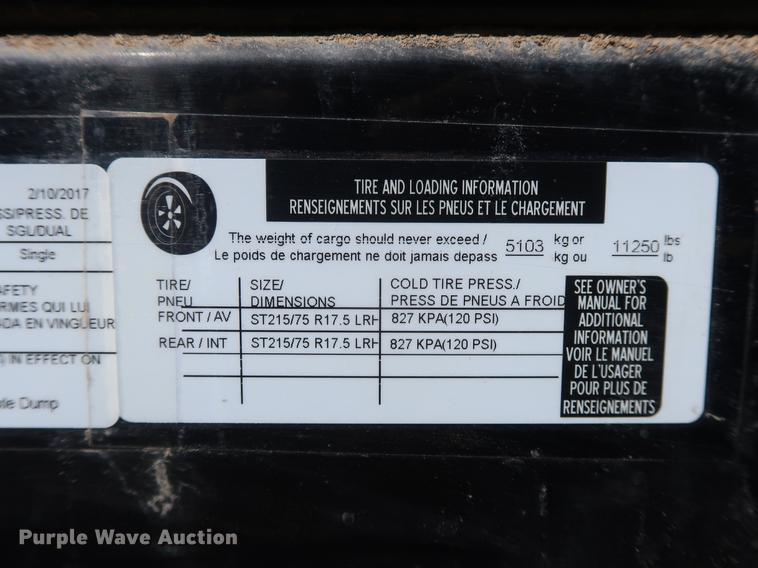 2/10/2017
SS/PRESS. DE
SGL/DUAL
Single
AFETY
RMES QUI LUI
ADA EN VINGUEUR
) IN EFFECT ON
Dump
TIRE AND LOADING INFORMATION
RENSEIGNEMENTS SUR LES PNEUS ET LE CHARGEMENT
The weight of cargo should never exceed / 5103 kg or 11250 lbs
Le poids de chargement ne doit jamais depass kg ou lb
TIRE/ SIZE/ COLD TIRE PRESS./
PNEU DIMENSIONS PRESS DE PNEUS A FROID
FRONT / AV ST215/75 R17.5 LRH 827 KPA(120 PSI)
REAR / INT ST215/75 R17.5 LRH 827 KPA(120 PSI)
SEE OWNER'S
MANUAL FOR
ADDITIONAL
INFORMATION
VOIR LE MANUEL
DE L'USAGER
POUR PLUS DE
RENSEIGNEMENTS
Purple Wave Auction